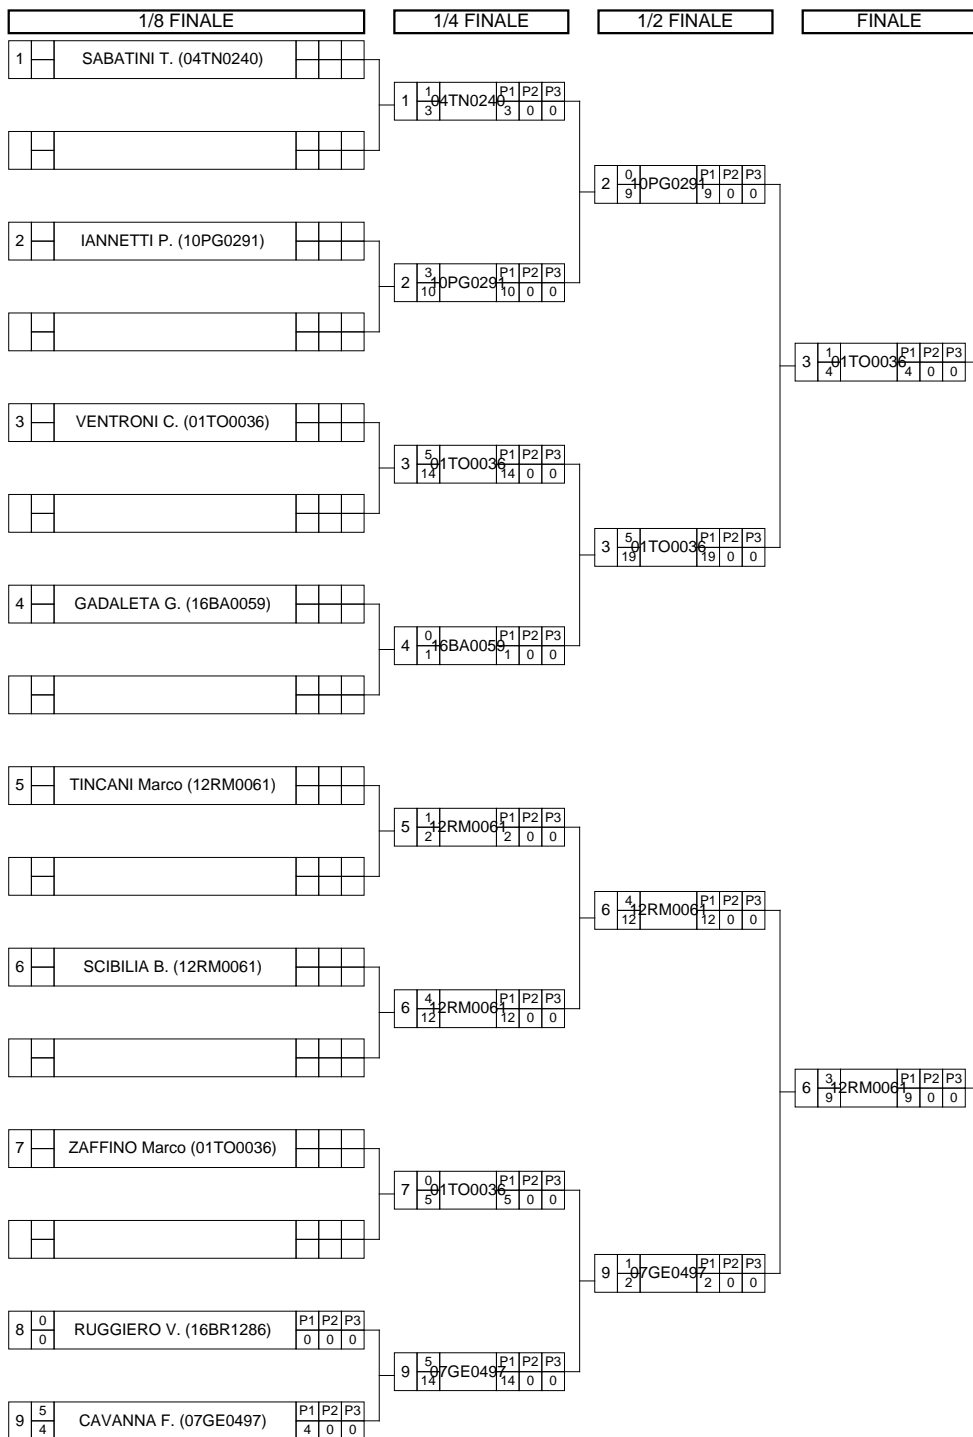 1/8 FINALE 1/4 FINALE 1/2 FINALE FINALE
1 SABATINI T. (04TN0240)
1 1 3 04TN0240 P1 P2 P3 3 0 0
2 0 9 10PG0291 P1 P2 P3 9 0 0
2 IANNETTI P. (10PG0291)
2 3 10 10PG0291 P1 P2 P3 10 0 0
3 1 4 01TO0036 P1 P2 P3 4 0 0
3 VENTRONI C. (01TO0036)
3 5 14 01TO0036 P1 P2 P3 14 0 0
3 5 19 01TO0036 P1 P2 P3 19 0 0
4 GADALETA G. (16BA0059)
4 0 1 16BA0059 P1 P2 P3 1 0 0
5 TINCANI Marco (12RM0061)
5 1 2 12RM0061 P1 P2 P3 2 0 0
6 4 12 12RM0061 P1 P2 P3 12 0 0
6 SCIBILIA B. (12RM0061)
6 4 12 12RM0061 P1 P2 P3 12 0 0
6 3 9 12RM0061 P1 P2 P3 9 0 0
7 ZAFFINO Marco (01TO0036)
7 0 5 01TO0036 P1 P2 P3 5 0 0
9 1 2 07GE0497 P1 P2 P3 2 0 0
8 0 0 RUGGIERO V. (16BR1286) P1 P2 P3 0 0 0
9 5 14 07GE0497 P1 P2 P3 14 0 0
9 5 4 CAVANNA F. (07GE0497) P1 P2 P3 4 0 0